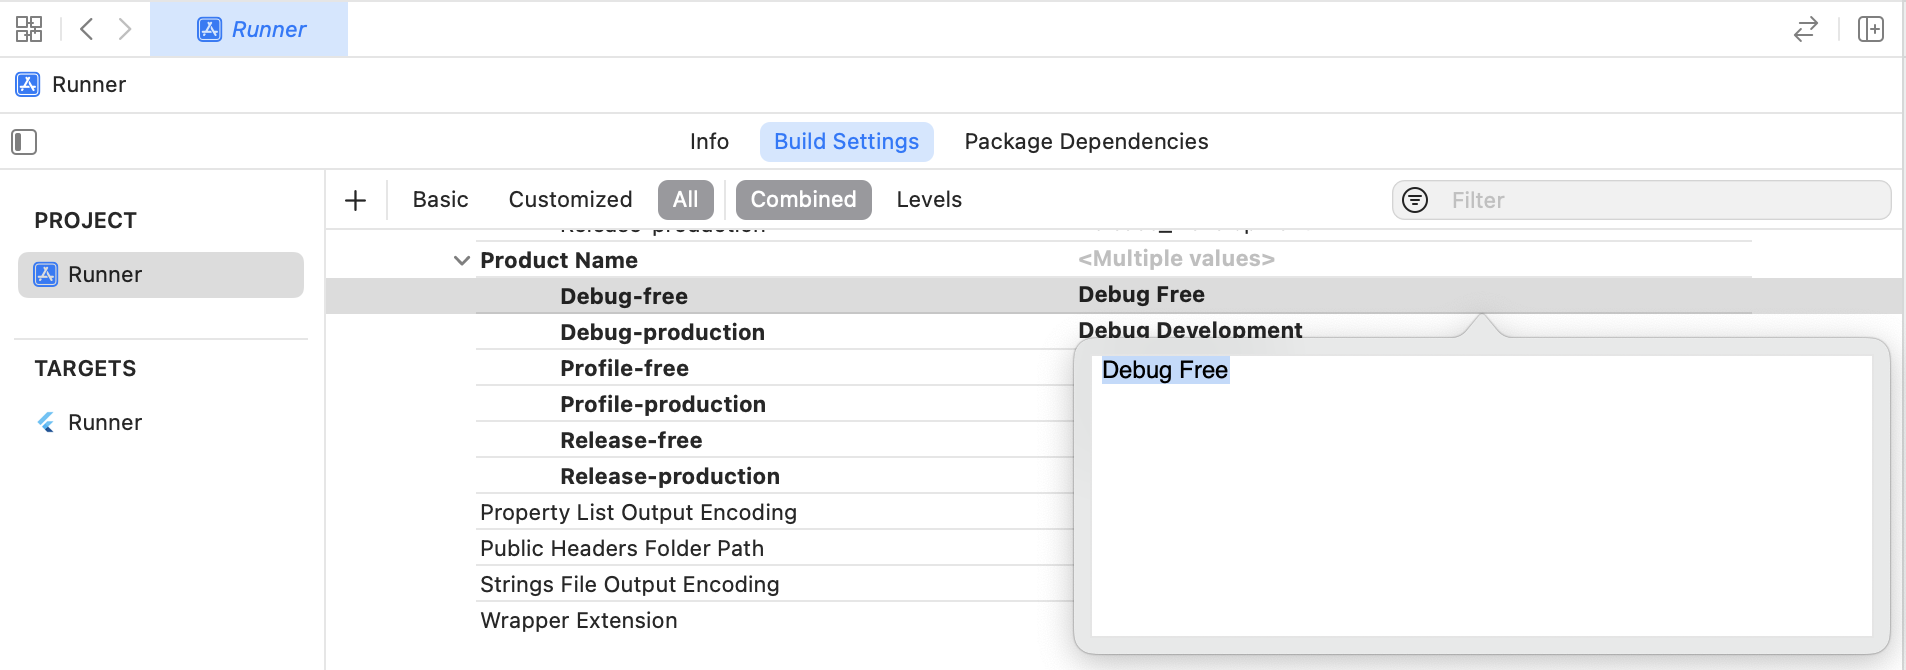 Runner
Runner
Info Build Settings Package Dependencies
PROJECT
Runner
TARGETS
Runner
Basic Customized All Combined Levels Filter
Release-production
Product Name <Multiple values>
Debug-free Debug Free
Debug-production Debug Development
Profile-free
Debug Free
Profile-production
Release-free
Release-production
Property List Output Encoding
Public Headers Folder Path
Strings File Output Encoding
Wrapper Extension